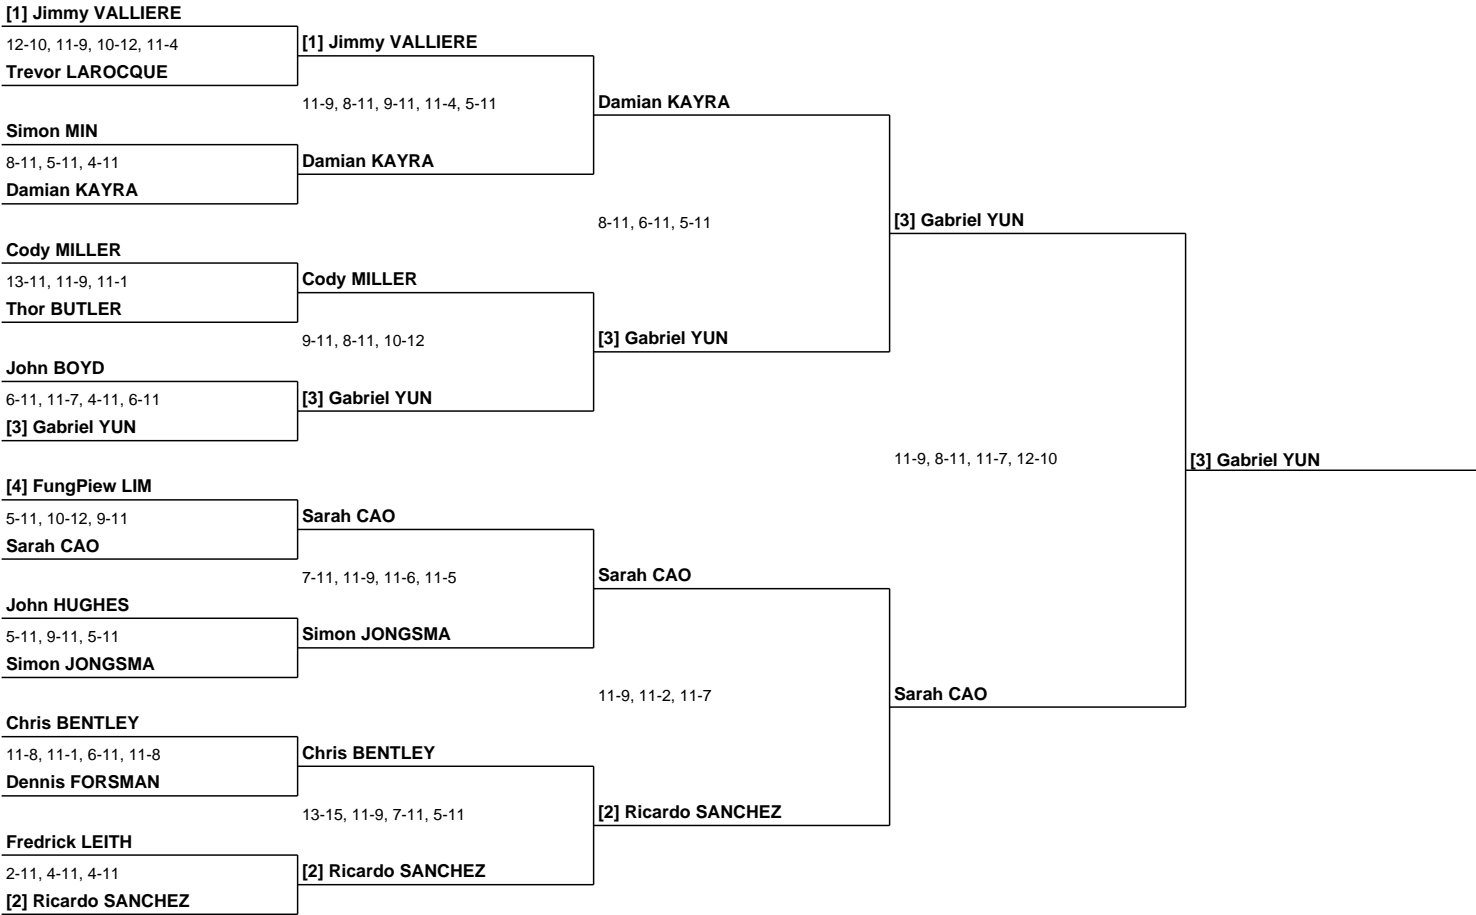 [1] Jimmy VALLIERE
12-10, 11-9, 10-12, 11-4
Trevor LAROCQUE
Simon MIN
8-11, 5-11, 4-11
Damian KAYRA
Cody MILLER
13-11, 11-9, 11-1
Thor BUTLER
John BOYD
6-11, 11-7, 4-11, 6-11
[3] Gabriel YUN
[4] FungPiew LIM
5-11, 10-12, 9-11
Sarah CAO
John HUGHES
5-11, 9-11, 5-11
Simon JONGSMA
Chris BENTLEY
11-8, 11-1, 6-11, 11-8
Dennis FORSMAN
Fredrick LEITH
2-11, 4-11, 4-11
[2] Ricardo SANCHEZ
[1] Jimmy VALLIERE
11-9, 8-11, 9-11, 11-4, 5-11
Damian KAYRA
Cody MILLER
9-11, 8-11, 10-12
[3] Gabriel YUN
Sarah CAO
7-11, 11-9, 11-6, 11-5
Simon JONGSMA
Chris BENTLEY
13-15, 11-9, 7-11, 5-11
[2] Ricardo SANCHEZ
Damian KAYRA
8-11, 6-11, 5-11
[3] Gabriel YUN
Sarah CAO
11-9, 11-2, 11-7
[2] Ricardo SANCHEZ
[3] Gabriel YUN
11-9, 8-11, 11-7, 12-10
Sarah CAO
[3] Gabriel YUN